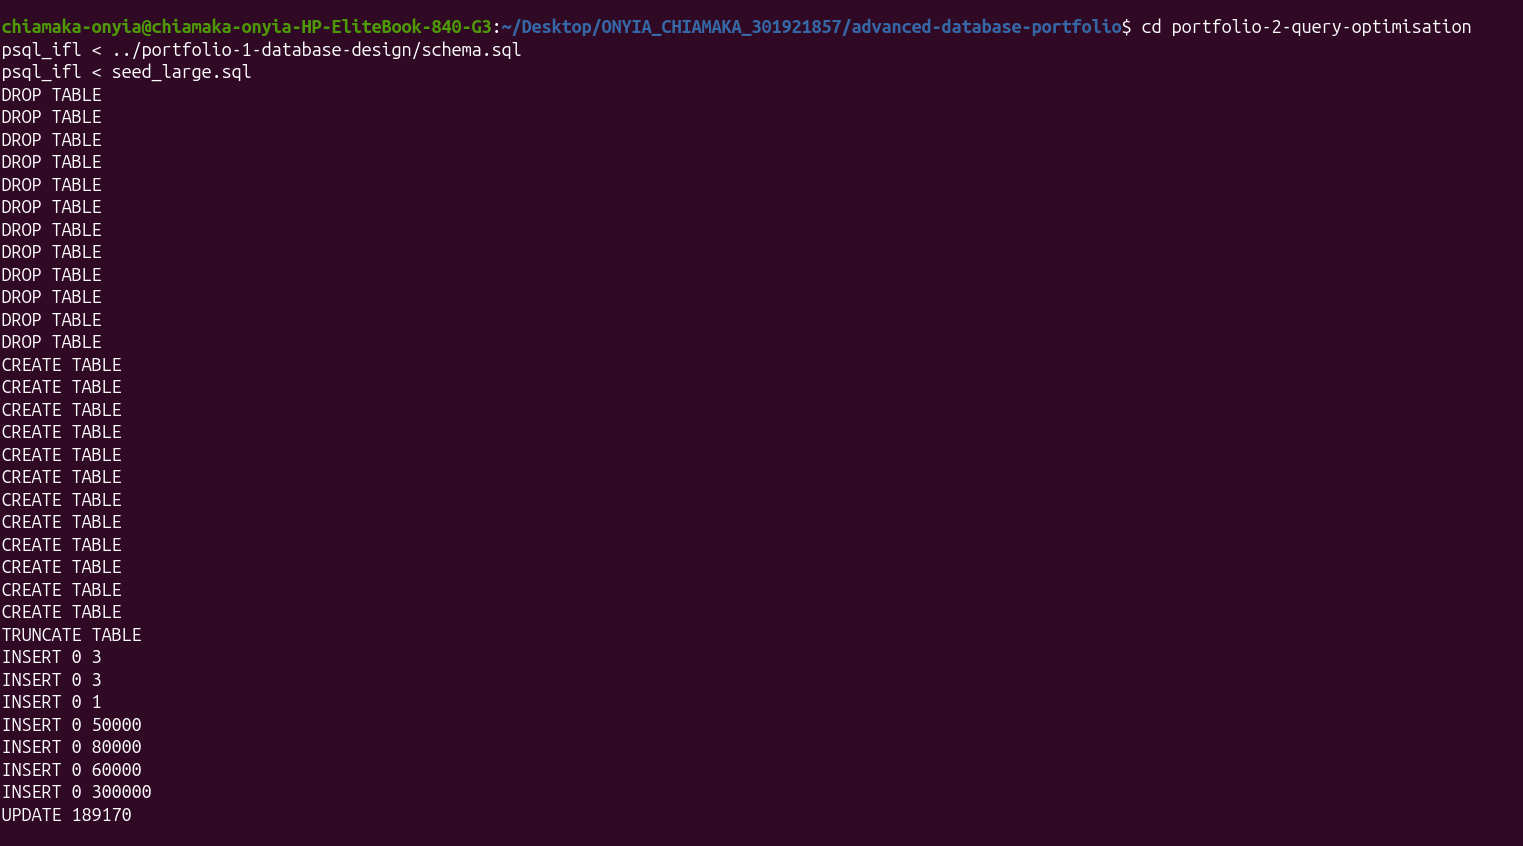 chiamaka-onyia@chiamaka-onyia-HP-EliteBook-840-G3:~/Desktop/ONYIA_CHIAMAKA_301921857/advanced-database-portfolio$ cd portfolio-2-query-optimisation
psql_ifl < ../portfolio-1-database-design/schema.sql
psql_ifl < seed_large.sql
DROP TABLE
DROP TABLE
DROP TABLE
DROP TABLE
DROP TABLE
DROP TABLE
DROP TABLE
DROP TABLE
DROP TABLE
DROP TABLE
DROP TABLE
DROP TABLE
CREATE TABLE
CREATE TABLE
CREATE TABLE
CREATE TABLE
CREATE TABLE
CREATE TABLE
CREATE TABLE
CREATE TABLE
CREATE TABLE
CREATE TABLE
CREATE TABLE
CREATE TABLE
TRUNCATE TABLE
INSERT 0 3
INSERT 0 3
INSERT 0 1
INSERT 0 50000
INSERT 0 80000
INSERT 0 60000
INSERT 0 300000
UPDATE 189170